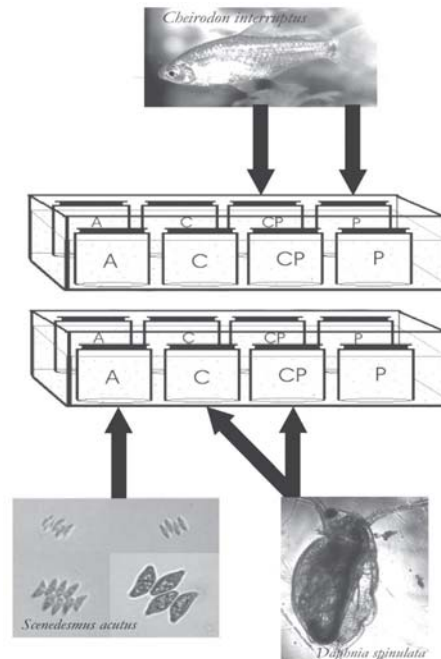 Cheirodon interruptus
A C CP P
A C CP P
A C CP P
A C CP P
Scenedesmus acutus
Daphnia spinulata